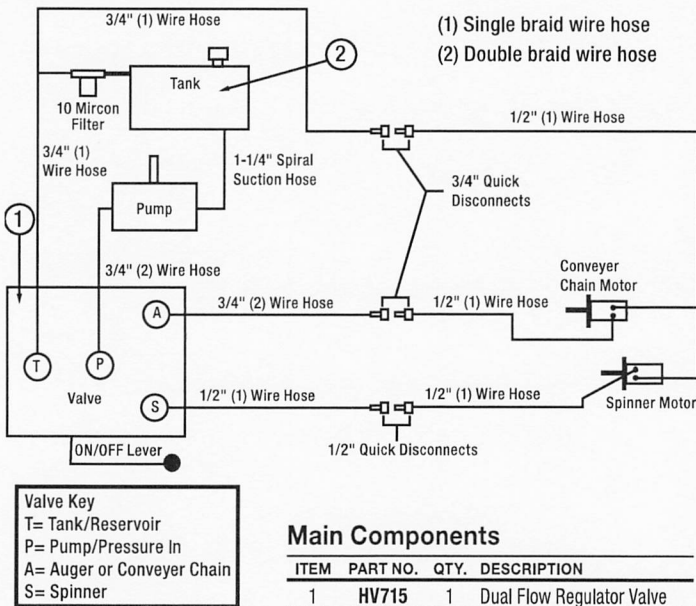 3/4" (1) Wire Hose
(1) Single braid wire hose
(2) Double braid wire hose
2
Tank
10 Mircon
Filter
1/2" (1) Wire Hose
3/4" (1)
Wire Hose
1-1/4" Spiral
Suction Hose
3/4" Quick
Disconnects
Pump
1
3/4" (2) Wire Hose
Conveyer
Chain Motor
A
3/4" (2) Wire Hose
1/2" (1) Wire Hose
T
P
Valve
S
1/2" (1) Wire Hose
1/2" (1) Wire Hose
Spinner Motor
ON/OFF Lever
1/2" Quick Disconnects
Valve Key
T= Tank/Reservoir
P= Pump/Pressure In
A= Auger or Conveyer Chain
S= Spinner
Main Components
ITEM PART NO. QTY. DESCRIPTION
1 HV715 1 Dual Flow Regulator Valve